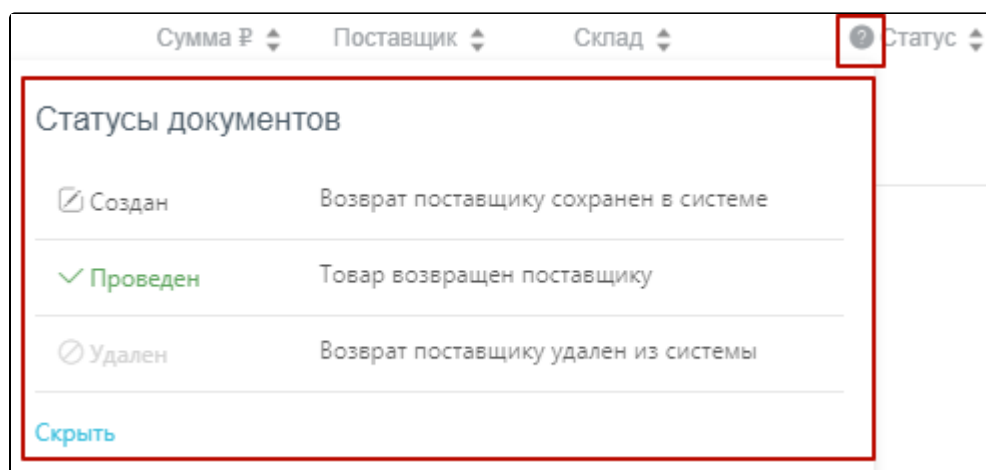 Сумма ₽ Поставщик Склад ? Статус
Статусы документов
Создан Возврат поставщику сохранен в системе
Проведен Товар возвращен поставщику
Удален Возврат поставщику удален из системы
Скрыть